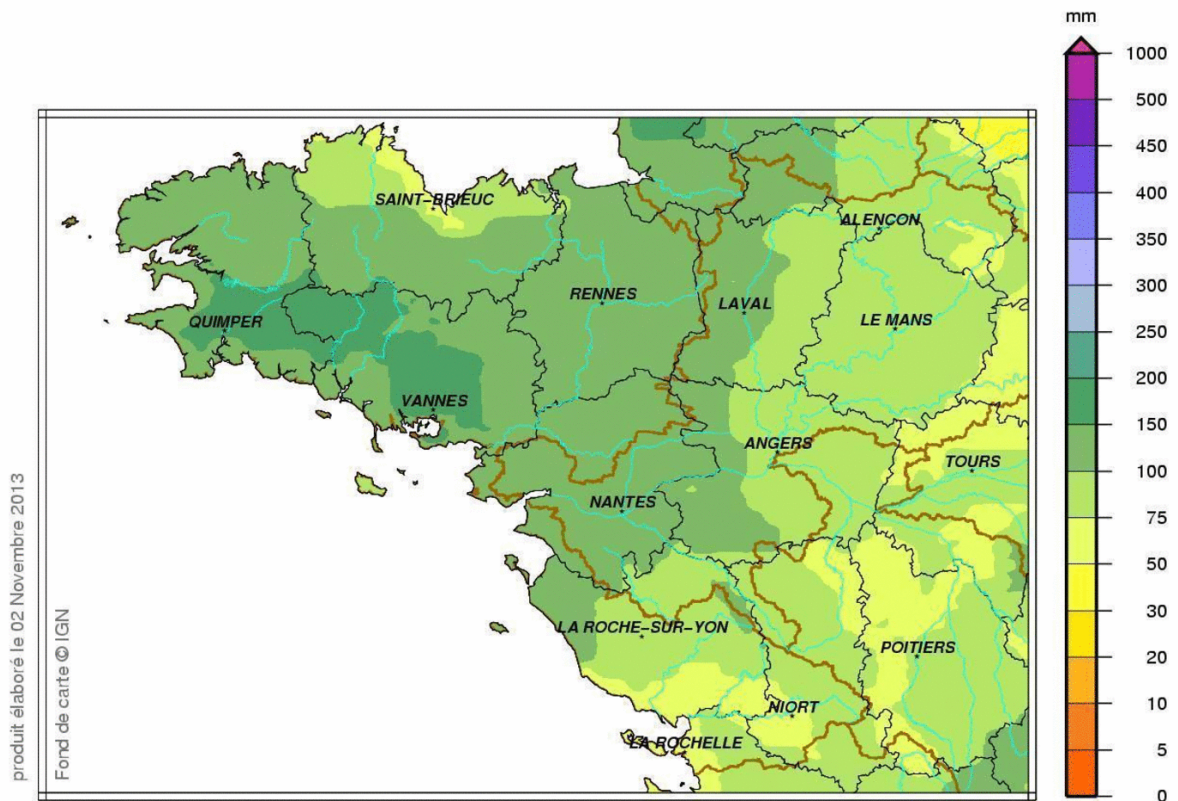 mm
1000
500
450
400
350
300
250
200
150
100
75
50
30
20
10
5
0
SAINT-BRIEUC
ALENCON
RENNES
LAVAL
QUIMPER
LE MANS
VANNES
ANGERS
TOURS
NANTES
LA ROCHE-SUR-YON
POITIERS
NIORT
LA ROCHELLE
produit élaboré le 02 Novembre 2013
Fond de carte © IGN